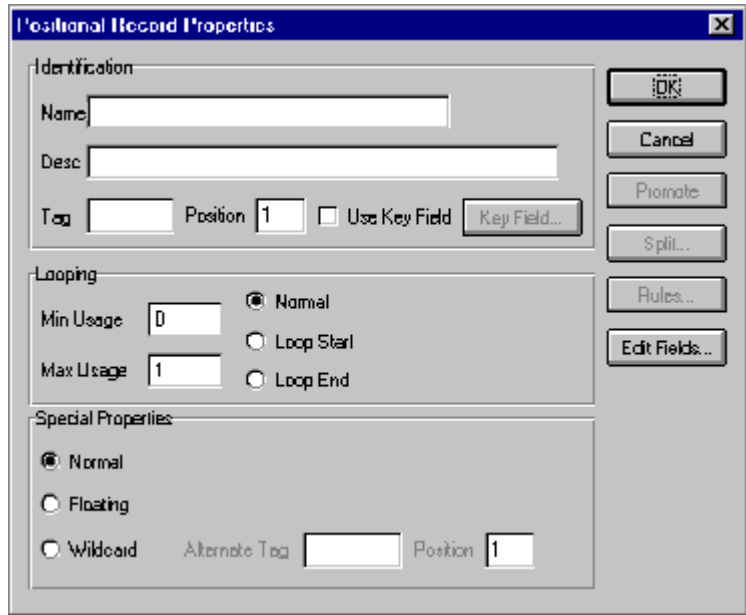 Positional Record Properties
Identification
Name
Desc
Tag Position 1 Use Key Field Key Field...
Looping
Min Usage 0 Normal
Loop Start
Max Usage 1
Loop End
Special Properties
Normal
Floating
Wildcard Alternate Tag Position 1
OK
Cancel
Promote
Split...
Rules...
Edit Fields...